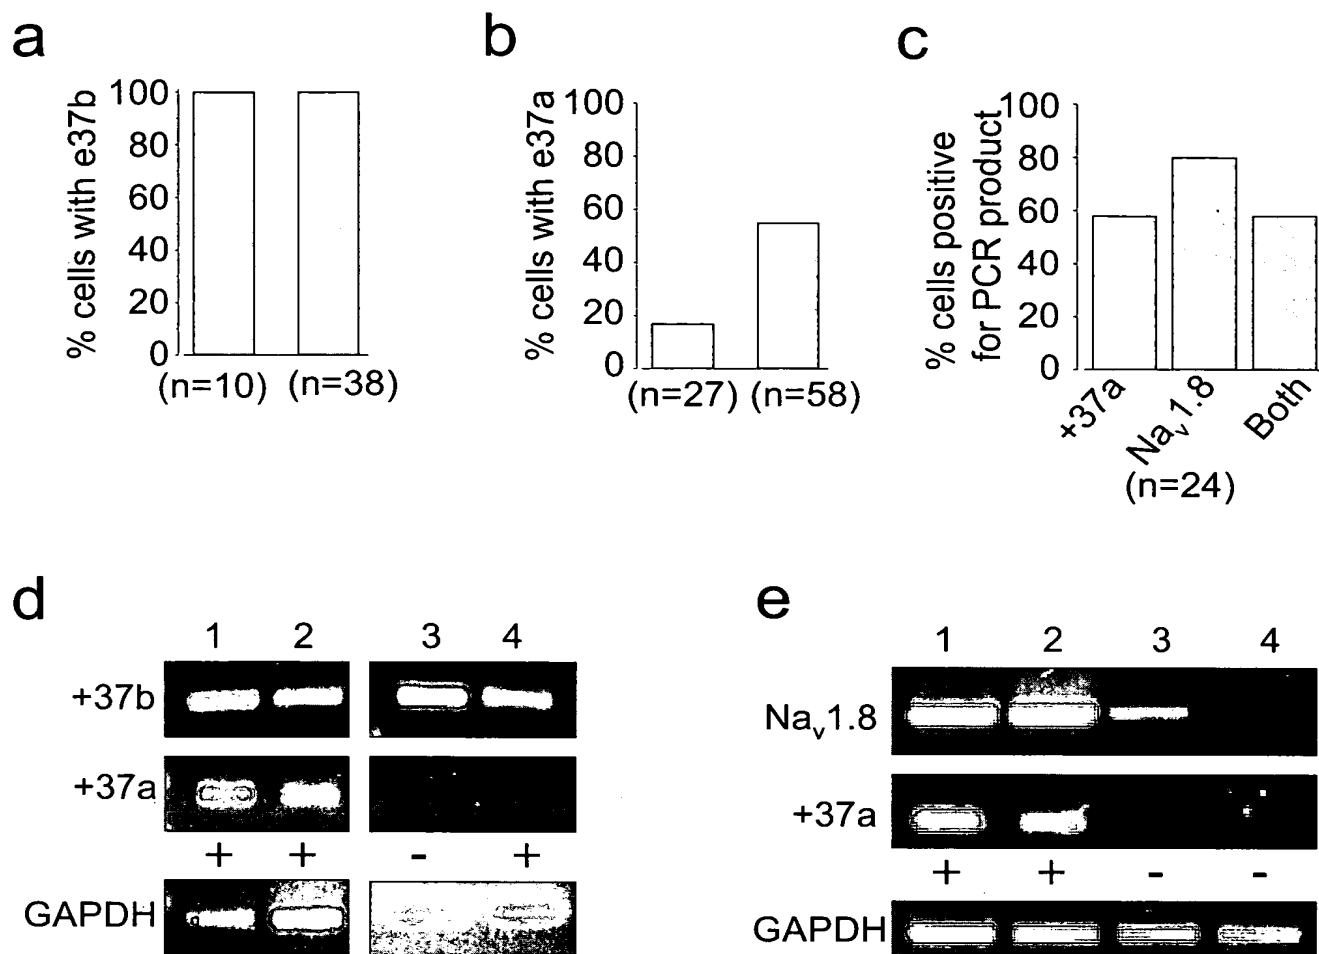 a
% cells with e37b
100
80
60
40
20
0
(n=10) (n=38)
b
% cells with e37a
100
80
60
40
20
0
(n=27) (n=58)
c
% cells positive
for PCR product
100
80
60
40
20
0
+37a
Nav1.8
Both
(n=24)
d
1 2 3 4
+37b
+37a
+ + - +
GAPDH
e
1 2 3 4
Nav1.8
+37a
+ + - -
GAPDH